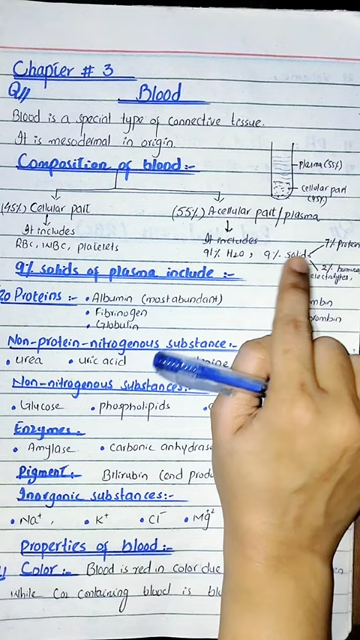 Chapter # 3
Q11
Blood
Blood is a special type of connective tissue.
It is mesodermal in origin
Composition of blood:-
plasma (55%)
cellular part
(45%)
(45%) Cellular part
(55%) Acellular part/plasma
It includes
RBC, WBC, platelets
It includes
91% H2O, 9% solids
7% protein
2%
electrolytes,
9% solids of plasma include :-
Proteins:- • Albumin (most abundant)
• Fibrinogen
• Globulin
Non-protein-nitrogenous substance:-
• urea • uric acid
Non-nitrogenous substances:-
• Glucose • phospholipids
Enzymes:-
• Amylase • carbonic anhydrase
Pigment:- Bilirubin (end
Inorganic substances:-
• Na+, • K+ • Cl- • Mg2+
Properties of blood:-
Color:- Blood is red in color due
while CO2 containing blood is